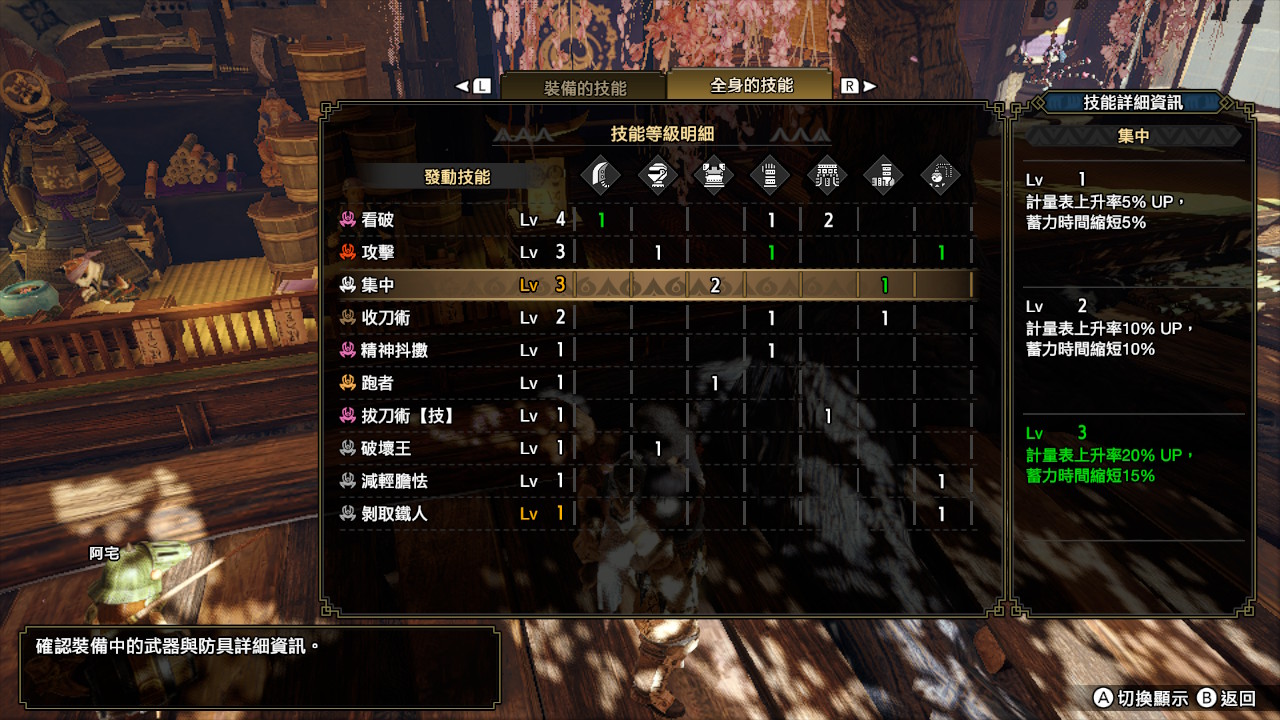 L 裝備的技能 全身的技能 R
技能等級明細
發動技能
看破 Lv 4 1 1 2
攻擊 Lv 3 1 1 1
集中 Lv 3 2 1
收刀術 Lv 2 1 1
精神抖擻 Lv 1 1
跑者 Lv 1 1
拔刀術【技】 Lv 1 1
破壞王 Lv 1 1
減輕膽怯 Lv 1 1
剝取鐵人 Lv 1 1
技能詳細資訊
集中
Lv 1
計量表上升率5% UP，
蓄力時間縮短5%
Lv 2
計量表上升率10% UP，
蓄力時間縮短10%
Lv 3
計量表上升率20% UP，
蓄力時間縮短15%
阿宅
確認裝備中的武器與防具詳細資訊。
A 切換顯示 B 返回